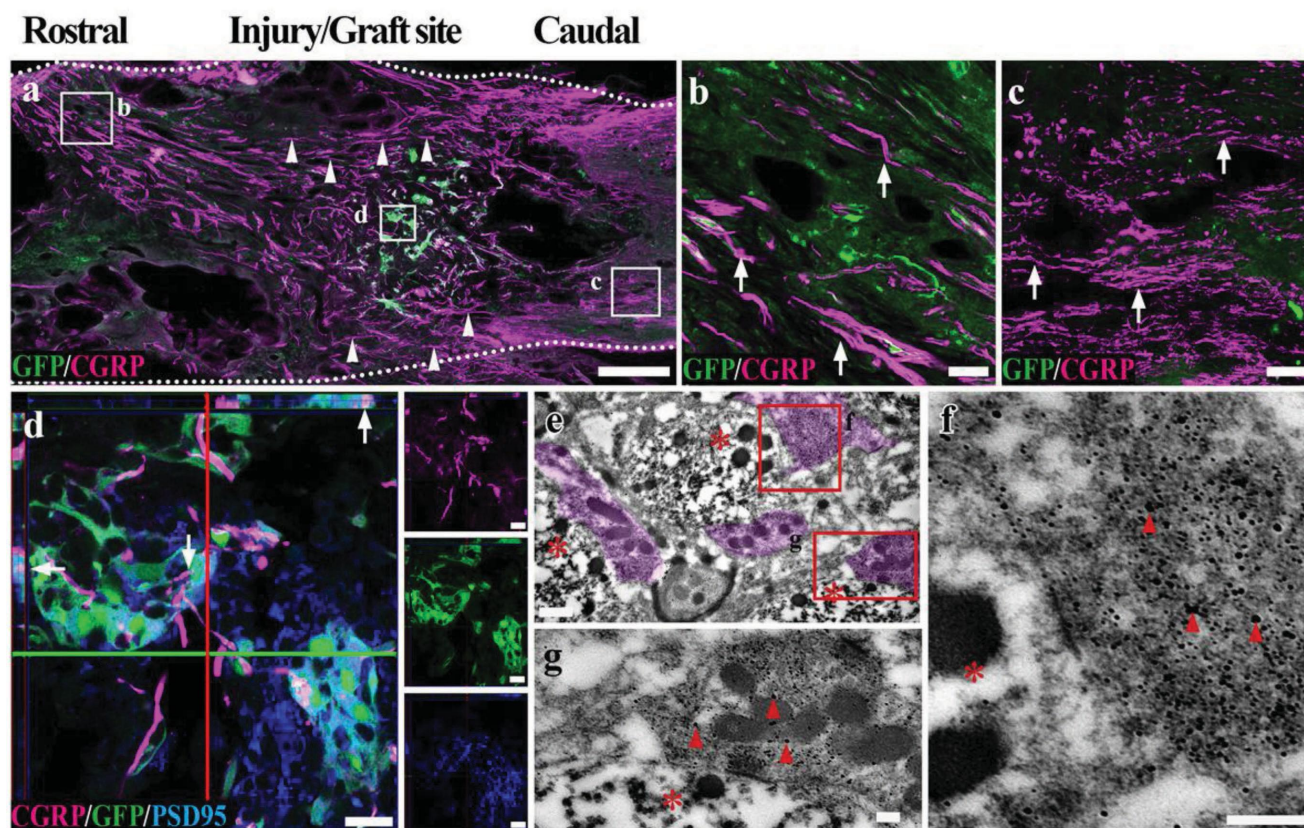 Rostral Injury/Graft site Caudal
a
b
d
c
GFP/CGRP
b
GFP/CGRP
c
GFP/CGRP
d
CGRP/GFP/PSD95
e
*
f
*
g
*
g
*
f
*